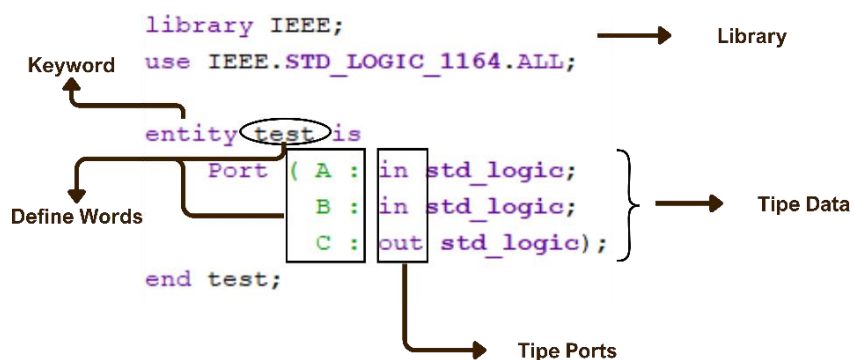 library IEEE;
Library
Keyword
use IEEE.STD_LOGIC_1164.ALL;
entity test is
Port ( A : in std_logic;
B : in std_logic;
Define Words
Tipe Data
C : out std_logic);
end test;
Tipe Ports